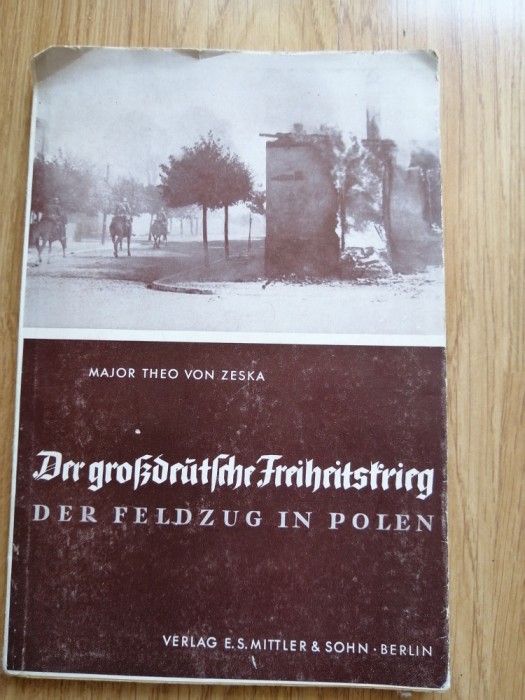 MAJOR THEO VON ZESKA
Der großdeutſche Freiheitskrieg
DER FELDZUG IN POLEN
VERLAG E. S. MITTLER & SOHN · BERLIN